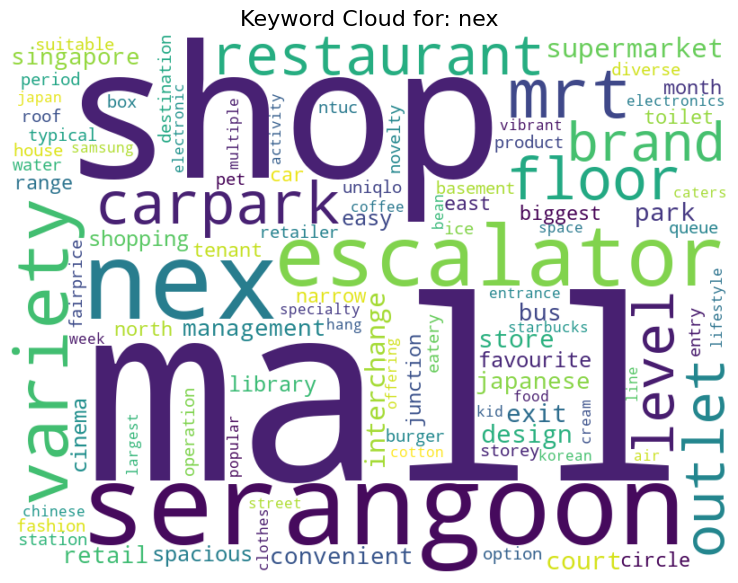 Keyword Cloud for: nex
suitable
singapore
period
japan
roof
typical
house
samsung
water
range
box
shop
destination
electronic
multiple
activity
ntuc
novelty
restaurant
mrt
supermarket
diverse
month
electronics
toilet
vibrant
product
brand
pet
car
carpark
uniqlo
coffee
easy
basement
bean
east
floor
biggest
park
caters
queue
space
ice
variety
fairprice
shopping
tenant
retailer
escalator
nex
narrow
specialty
hang
north
management
week
interchange
offering
eatery
junction
entrance
starbucks
bus
store
favourite
japanese
food
level
entry
lifestyle
line
outlet
cinema
largest
operation
popular
library
mall
burger
cotton
kid
cream
exit
design
storey
korean
air
serangoon
chinese
fashion
station
street
clothes
retail
spacious
convenient
option
court
circle